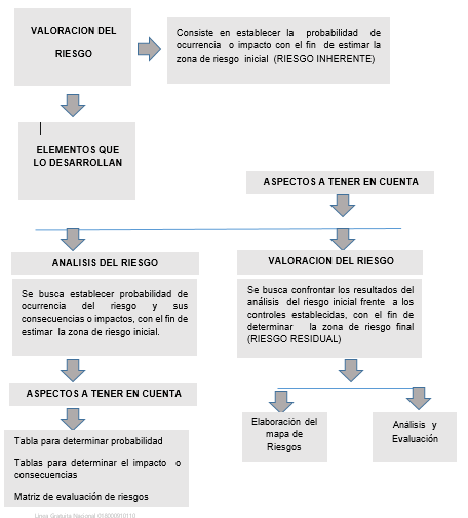 VALORACION DEL
RIESGO
Consiste en establecer la probabilidad de
ocurrencia o impacto con el fin de estimar la
zona de riesgo inicial (RIESGO INHERENTE)
ELEMENTOS QUE
LO DESARROLLAN
ASPECTOS A TENER EN CUENTA
ANALISIS DEL RIESGO
VALORACION DEL RIESGO
Se busca establecer probabilidad de
ocurrencia del riesgo y sus
consecuencias o impactos, con el fin de
estimar la zona de riesgo inicial.
Se busca confrontar los resultados del
análisis del riesgo inicial frente a los
controles establecidas, con el fin de
determinar la zona de riesgo final
(RIESGO RESIDUAL)
ASPECTOS A TENER EN CUENTA
Tabla para determinar probabilidad
Tablas para determinar el impacto o
consecuencias
Matriz de evaluación de riesgos
Elaboración del
mapa de
Riesgos
Análisis y
Evaluación
Línea Gratuita Nacional